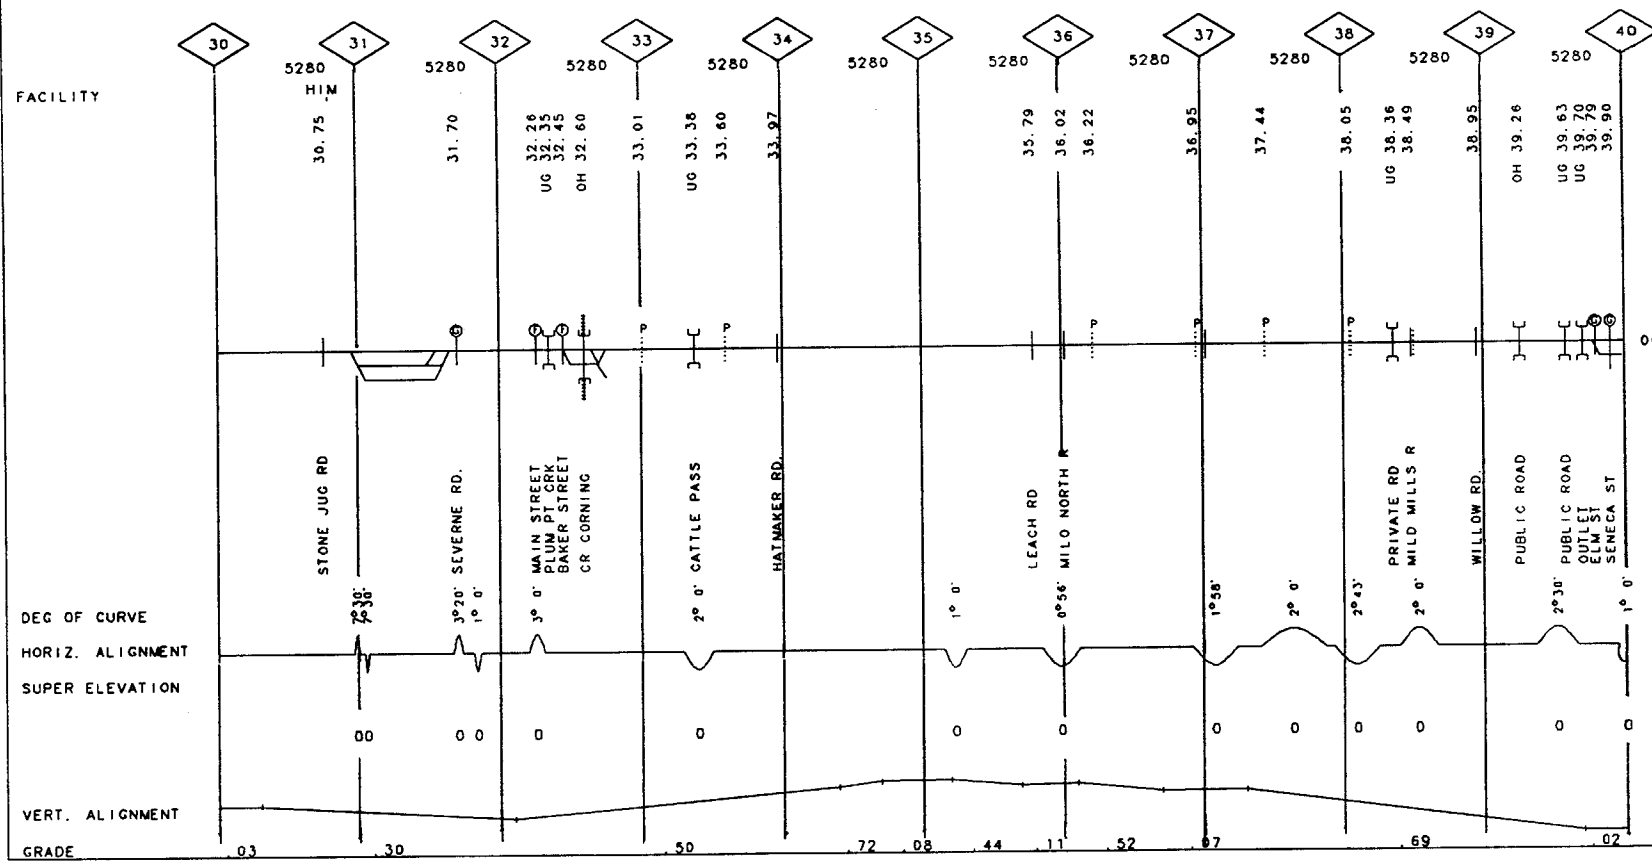 30 31 32 33 34 35 36 37 38 39 40
5280 5280 5280 5280 5280 5280 5280 5280 5280 5280
HIM
FACILITY
30.75
31.70
32.26
UG 32.35
32.45
OH 32.60
33.01
UG 33.38
33.60
33.97
35.79
36.02
36.22
36.95
37.44
38.05
UG 38.36
38.49
38.95
OH 39.26
UG 39.63
UG 39.70
39.79
39.90
G F F P P P P P P G G
STONE JUG RD
SEVERNE RD.
MAIN STREET
PLUM PT CRK
BAKER STREET
CR CORNING
CATTLE PASS
HATMAKER RD.
LEACH RD
MILO NORTH R
PRIVATE RD
MILD MILLS R
WILLOW RD.
PUBLIC ROAD
PUBLIC ROAD
OUTLET
ELM ST
SENECA ST
DEG OF CURVE
7°30' 7°30' 3°20' 1° 0' 3° 0' 2° 0' 1° 0' 0°56' 1°58' 2° 0' 2°43' 2° 0' 2°30' 1° 0'
HORIZ. ALIGNMENT
SUPER ELEVATION
0 0 0 0 0 0 0 0 0 0 0 0 0 0
VERT. ALIGNMENT
GRADE .03 .30 .50 .72 .08 .44 .11 .52 .07 .69 .02